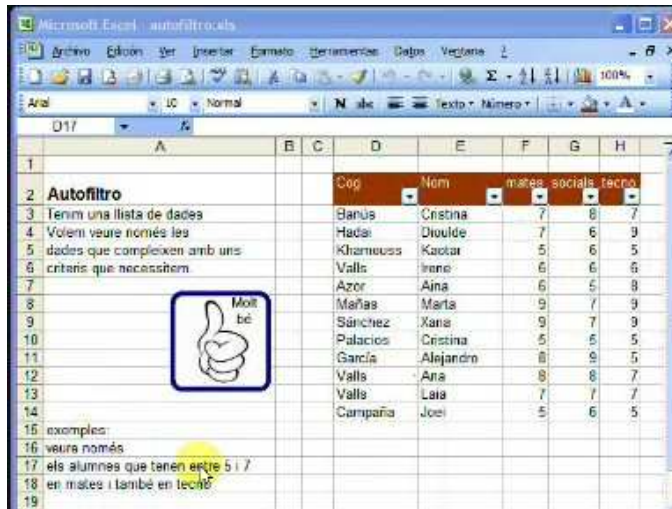 Microsoft Excel - autofiltro.xls
Archivo Edición Ver Insertar Formato Herramientas Datos Ventana ?
100%
Arial 10 Normal N abc Texto Número A
D17 fx
A B C D E F G H
1
2 Autofiltro Cog Nom mates socials tecno
3 Tenim una llista de dades Banús Cristina 7 8 7
4 Volem veure només les Hadai Dioulde 7 6 9
5 dades que compleixen amb uns Khamouss Kaotar 5 6 5
6 criteris que necessitem. Valls Irene 6 6 6
7 Azor Aina 6 5 8
8 Molt Mañas Marta 9 7 9
9 bé Sánchez Xana 9 7 9
10 Palacios Cristina 5 5 5
11 García Alejandro 8 9 5
12 Valls Ana 8 8 7
13 Valls Laia 7 7 7
14 Campaña Joel 5 6 5
15 exemples:
16 veure només
17 els alumnes que tenen entre 5 i 7
18 en mates i també en tecno
19